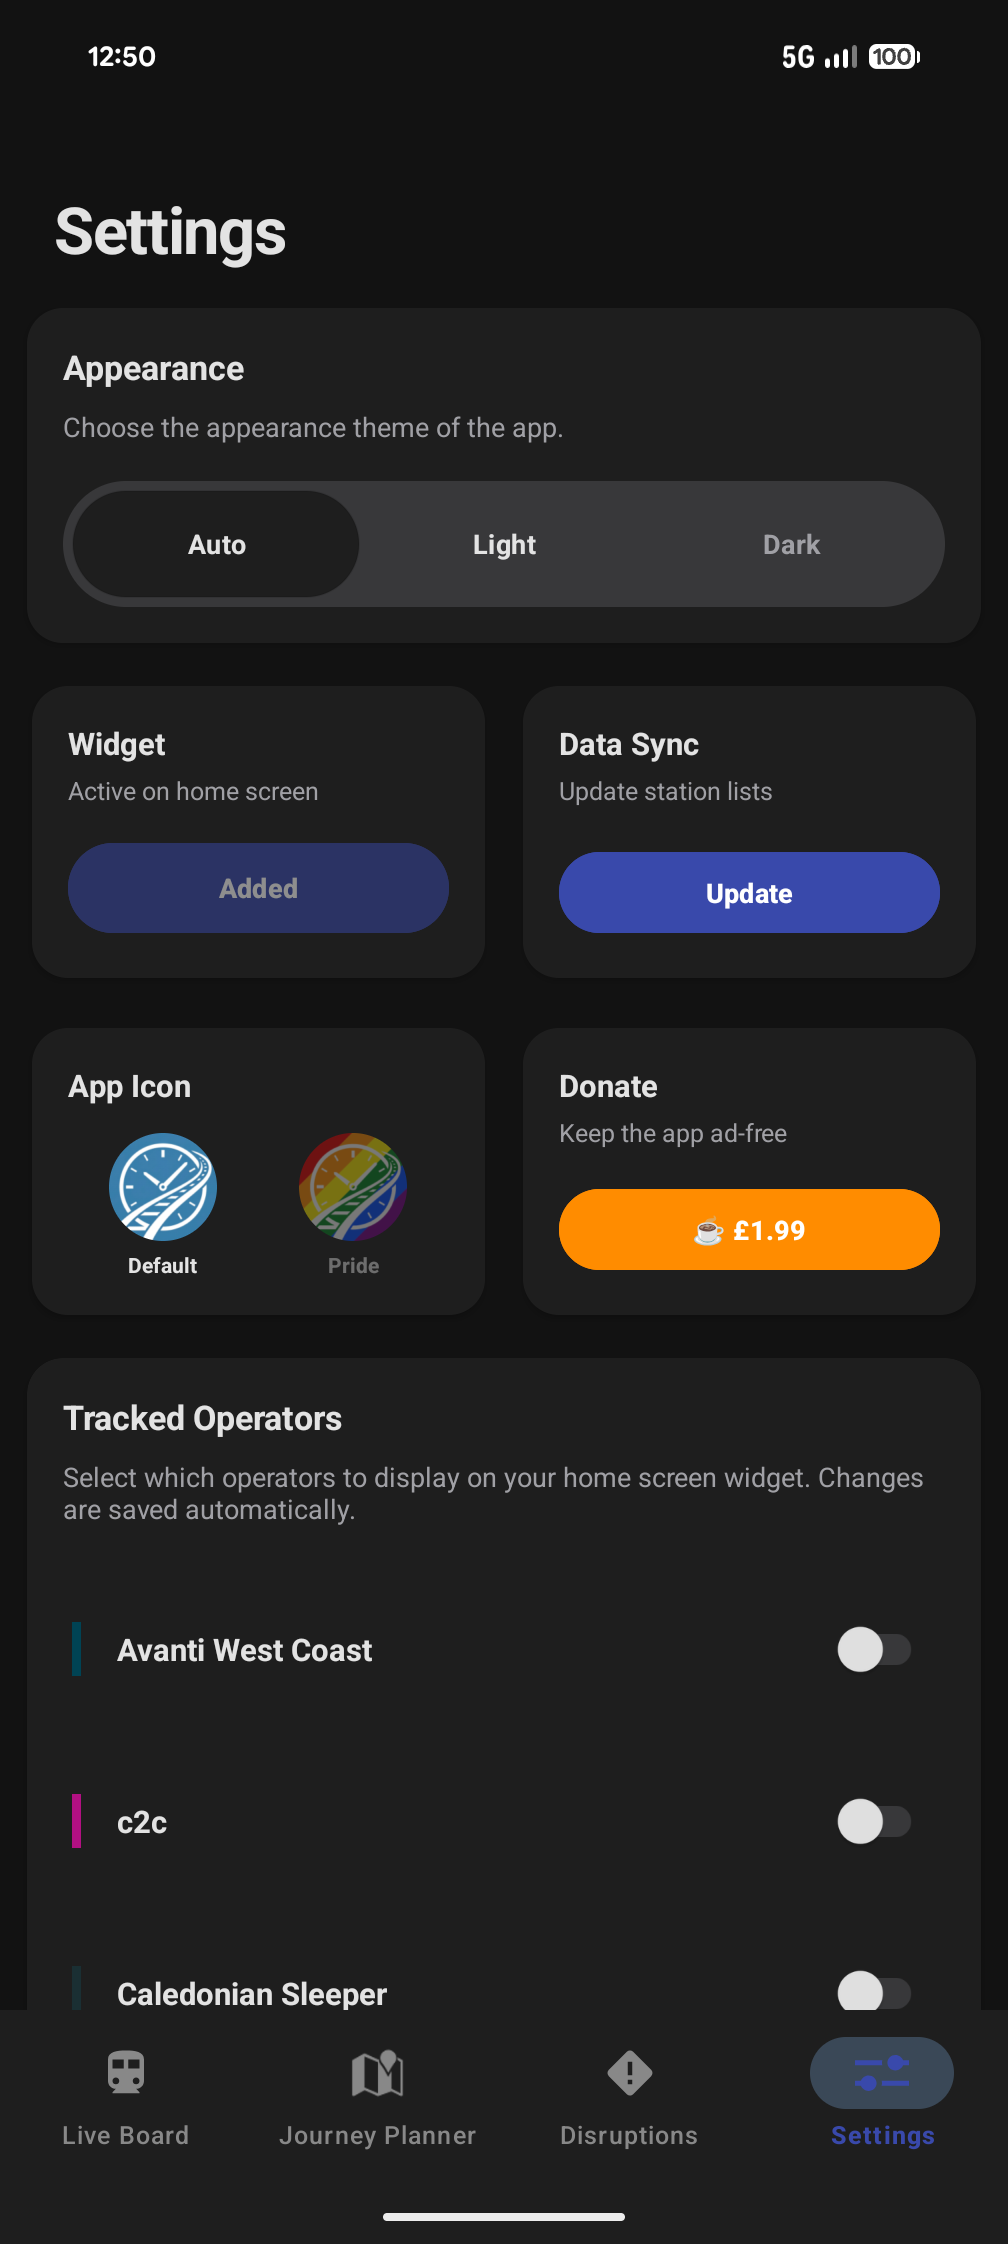 12:50
5G
100
Settings
Appearance
Choose the appearance theme of the app.
Auto
Light
Dark
Widget
Active on home screen
Added
Data Sync
Update station lists
Update
App Icon
Default
Pride
Donate
Keep the app ad-free
☕ £1.99
Tracked Operators
Select which operators to display on your home screen widget. Changes
are saved automatically.
Avanti West Coast
c2c
Caledonian Sleeper
Live Board
Journey Planner
Disruptions
Settings